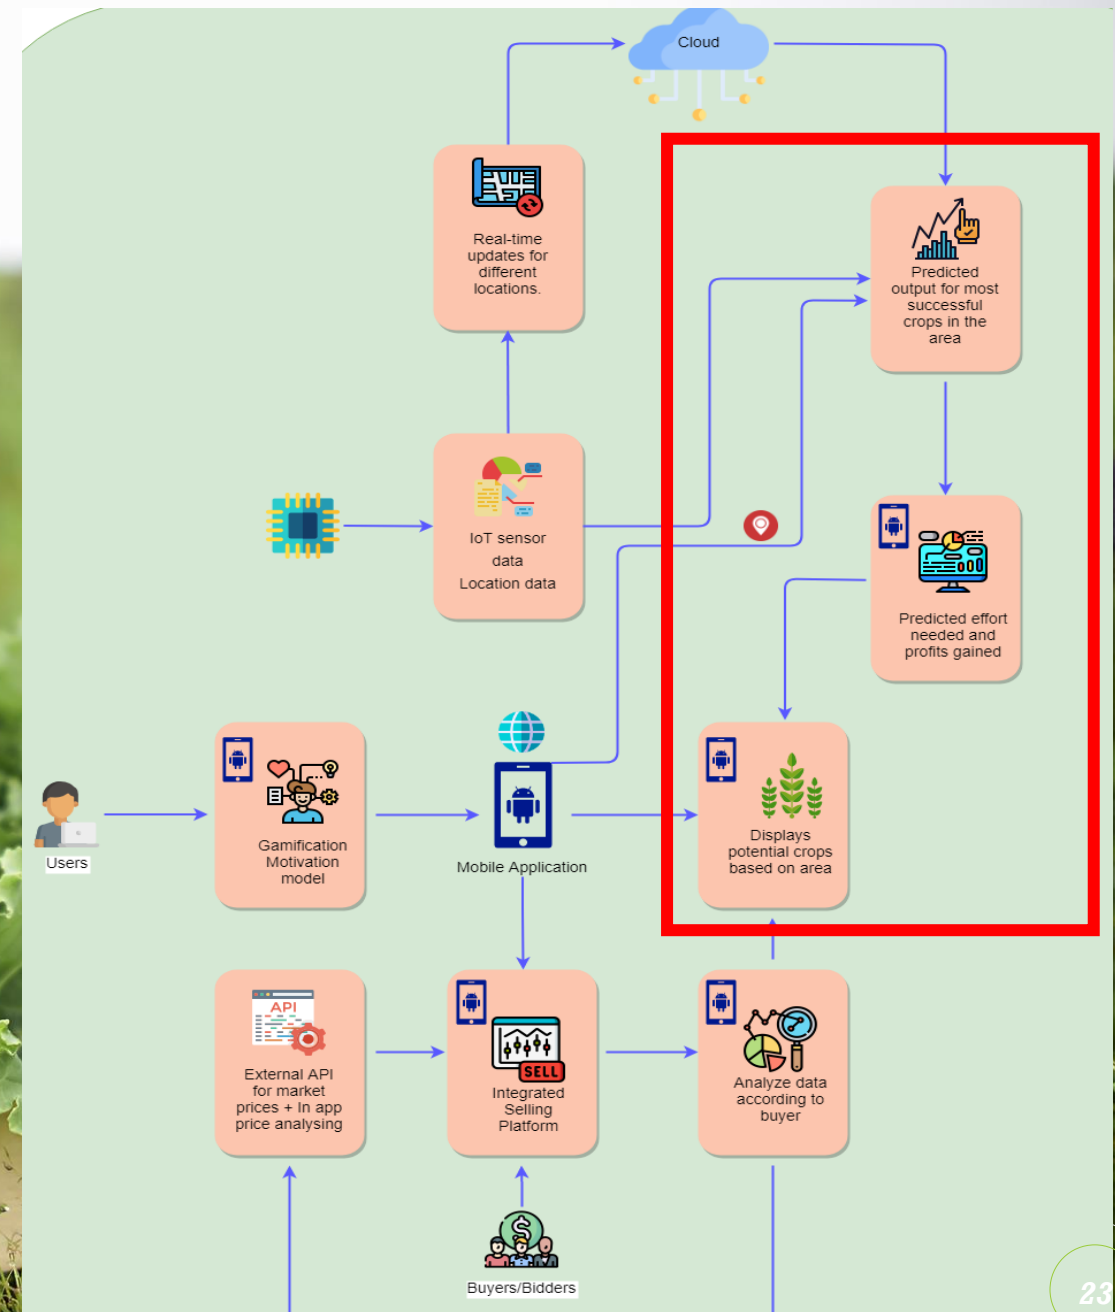 Cloud
Real-time
updates for
different
locations.
Predicted
output for most
successful
crops in the
area
IoT sensor
data
Location data
Predicted effort
needed and
profits gained
Users
Gamification
Motivation
model
Mobile Application
Displays
potential crops
based on area
API
External API
for market
prices + In app
price analysing
SELL
Integrated
Selling
Platform
Analyze data
according to
buyer
Buyers/Bidders
23